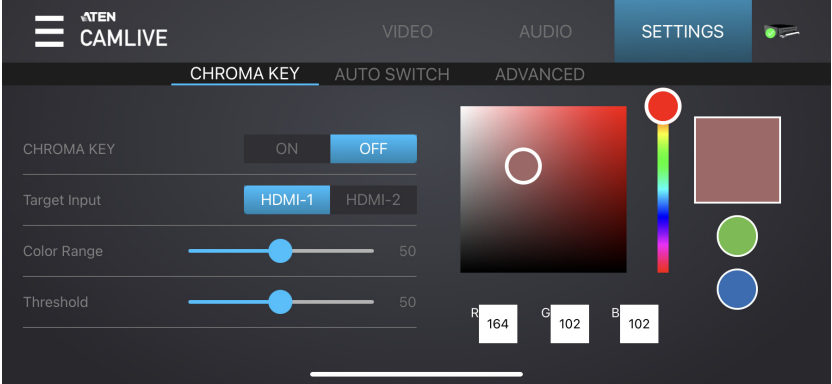 ATEN
CAMLIVE
VIDEO
AUDIO
SETTINGS
CHROMA KEY
AUTO SWITCH
ADVANCED
CHROMA KEY
ON
OFF
Target Input
HDMI-1
HDMI-2
Color Range
50
Threshold
50
R
164
G
102
B
102